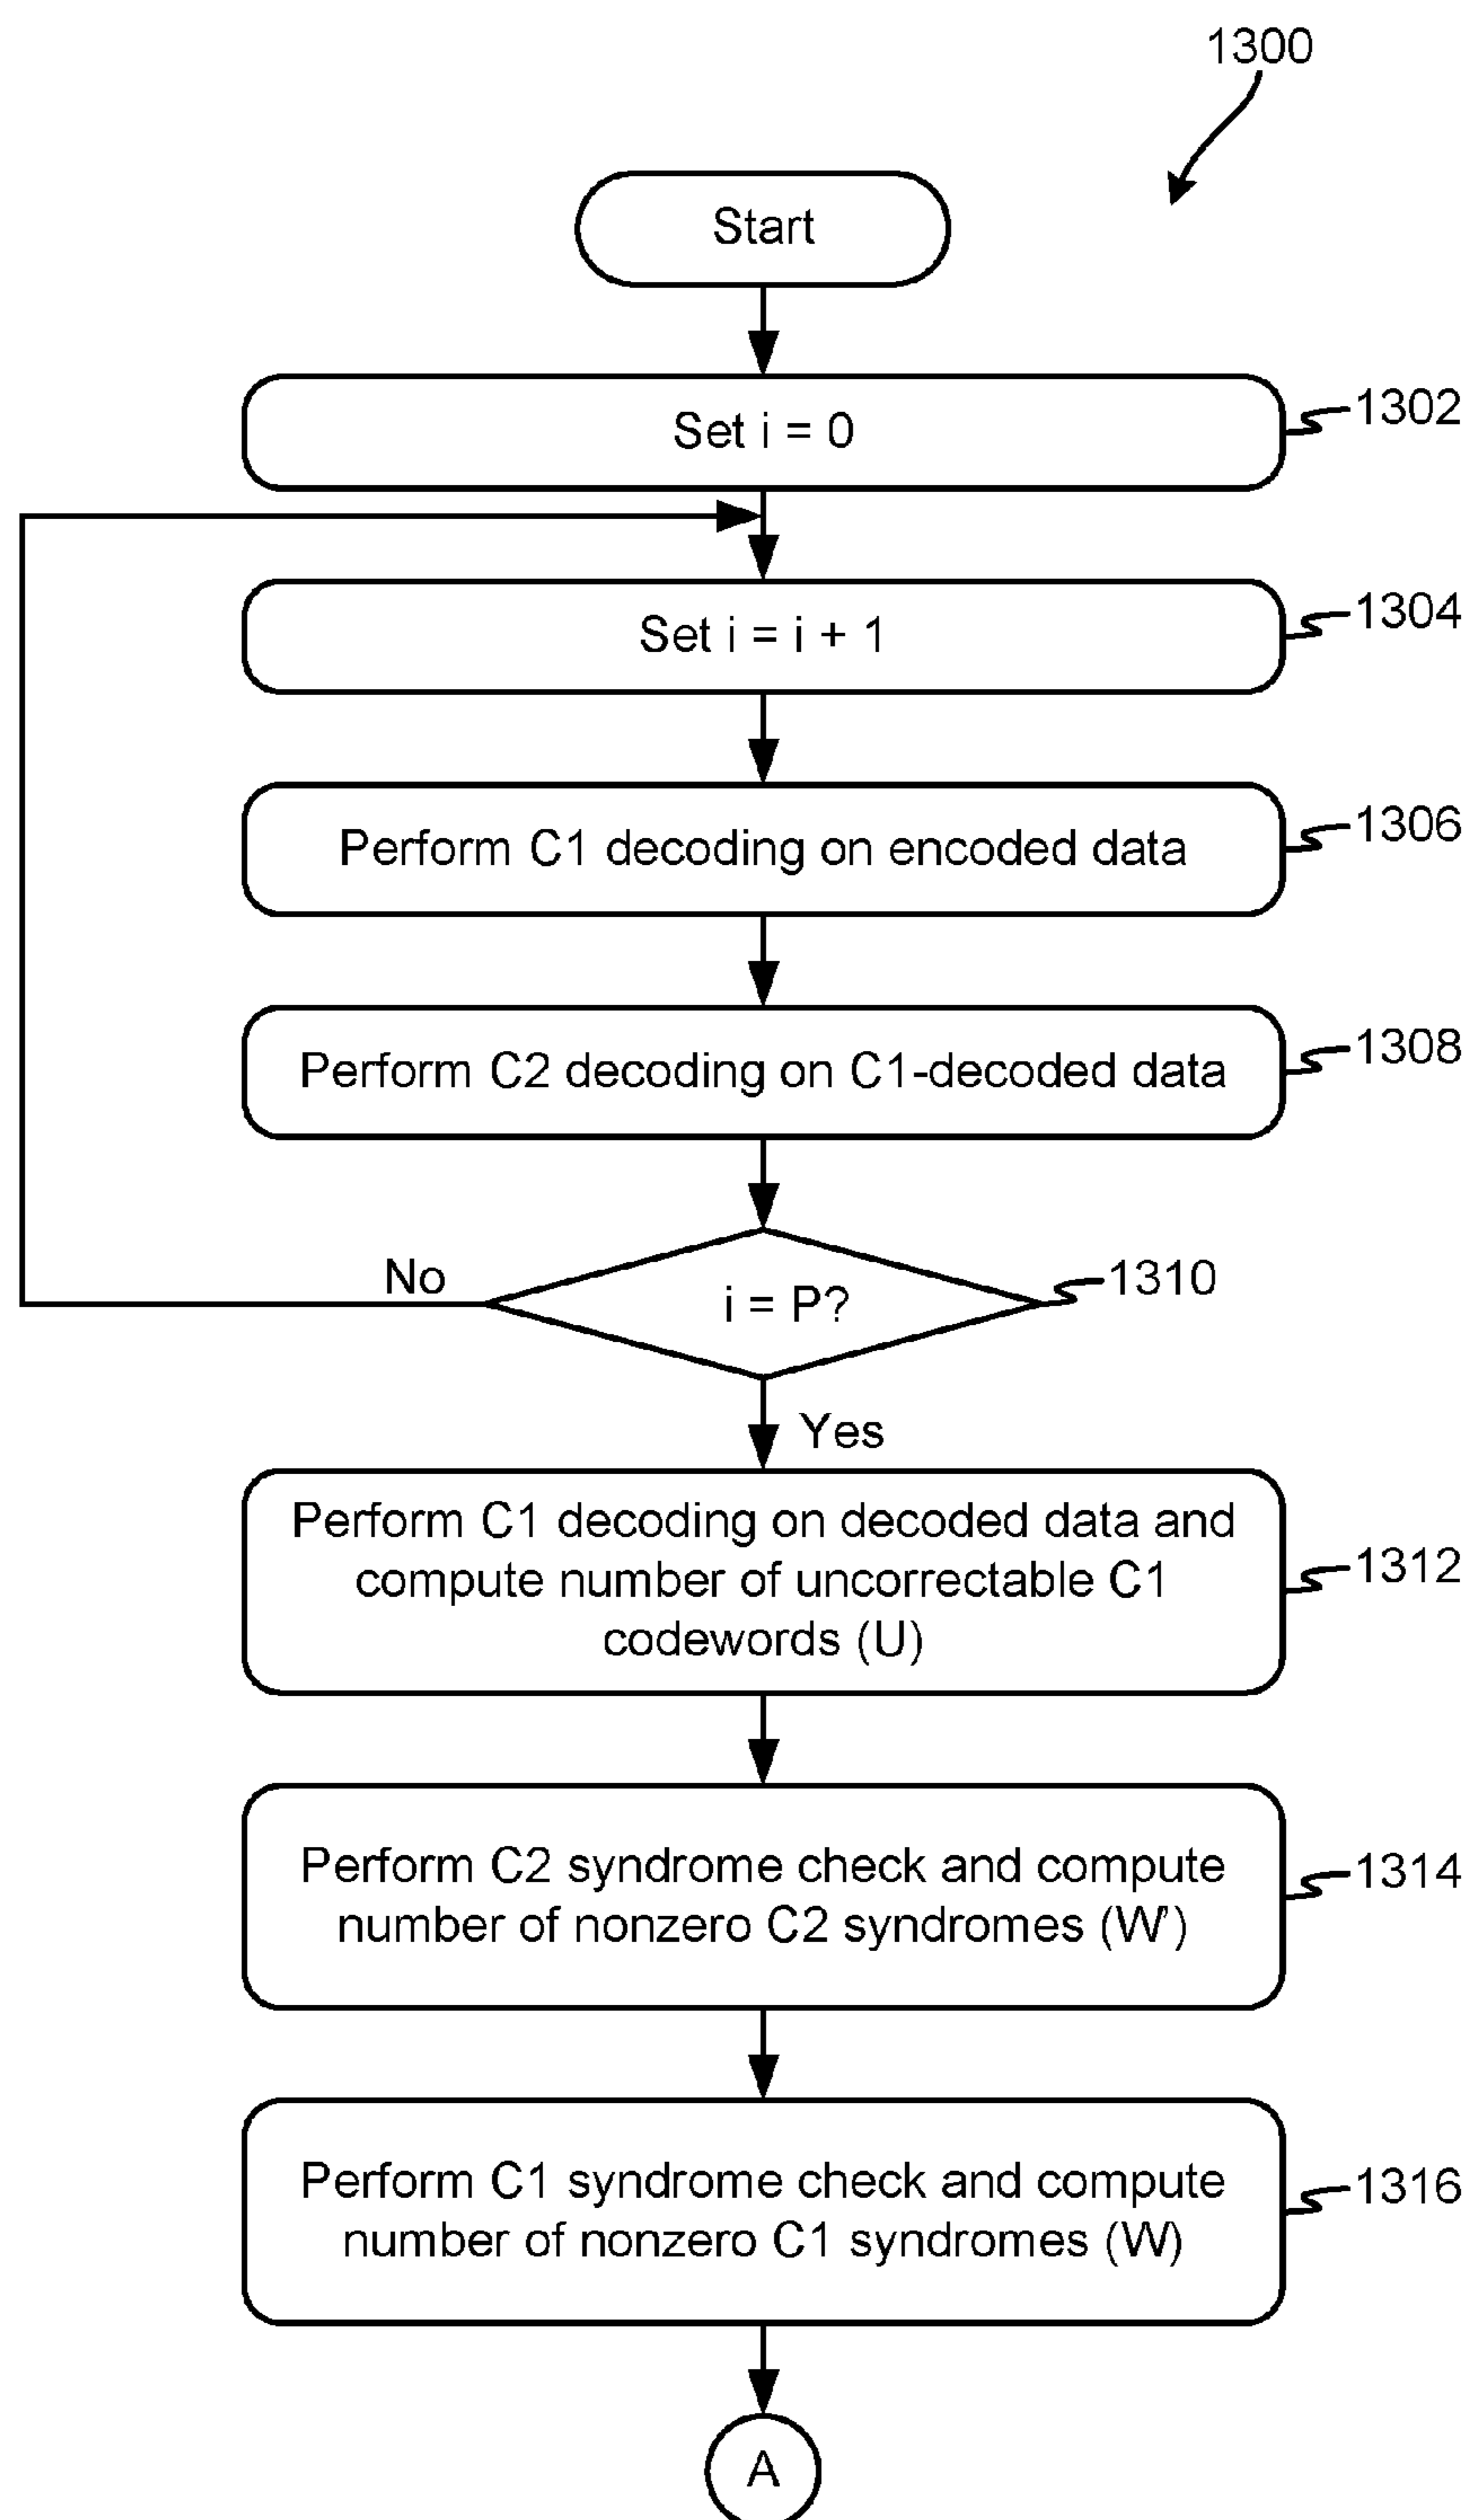 1300
Start
Set i = 0
1302
Set i = i + 1
1304
Perform C1 decoding on encoded data
1306
Perform C2 decoding on C1-decoded data
1308
No
i = P?
1310
Yes
Perform C1 decoding on decoded data and
compute number of uncorrectable C1
codewords (U)
1312
Perform C2 syndrome check and compute
number of nonzero C2 syndromes (W')
1314
Perform C1 syndrome check and compute
number of nonzero C1 syndromes (W)
1316
A